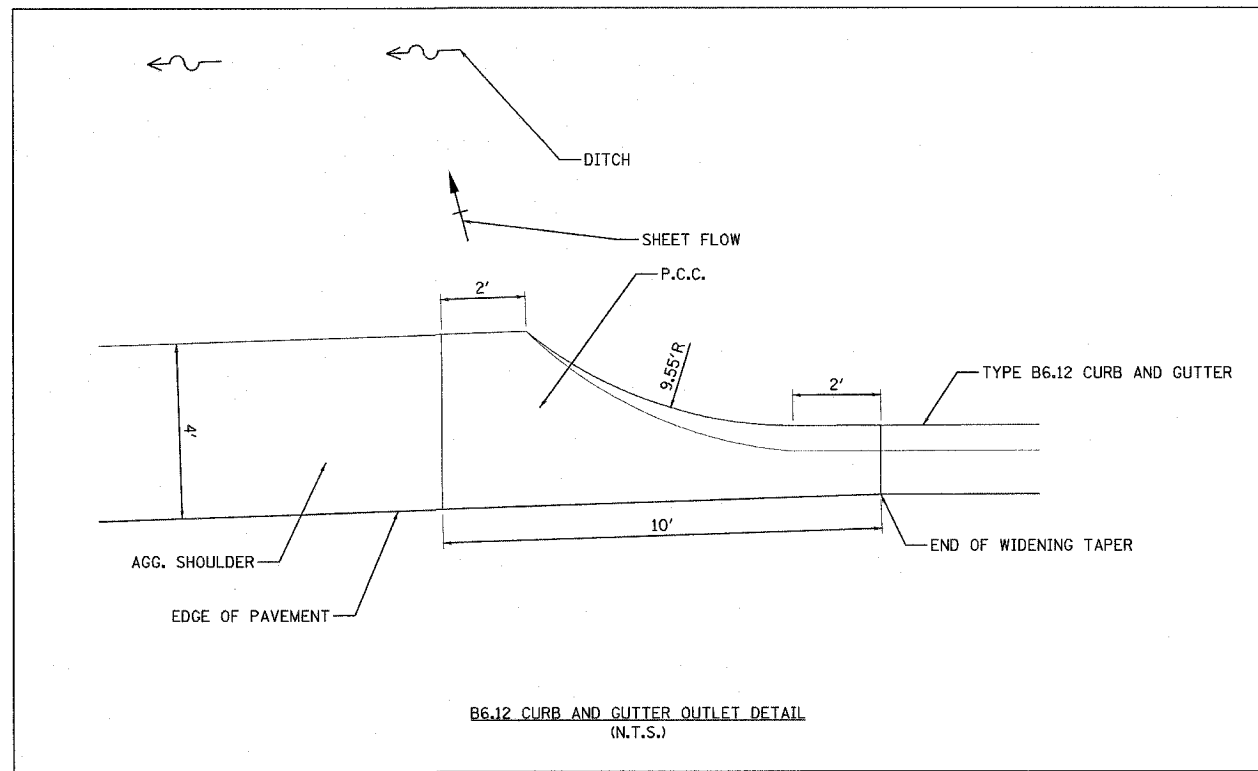 DITCH
SHEET FLOW
P.C.C.
2'
9.55'R
2'
TYPE B6.12 CURB AND GUTTER
4'
10'
END OF WIDENING TAPER
AGG. SHOULDER
EDGE OF PAVEMENT
B6.12 CURB AND GUTTER OUTLET DETAIL
(N.T.S.)